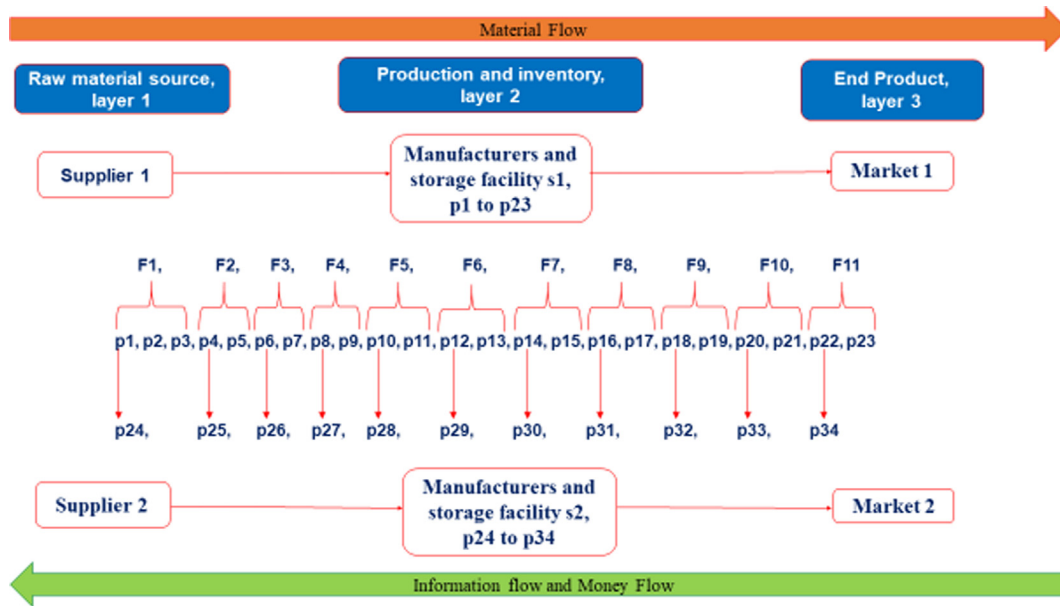 Material Flow
Raw material source,
layer 1
Production and inventory,
layer 2
End Product,
layer 3
Supplier 1
Manufacturers and
storage facility s1,
p1 to p23
Market 1
F1, F2, F3, F4, F5, F6, F7, F8, F9, F10, F11
p1, p2, p3, p4, p5, p6, p7, p8, p9, p10, p11, p12, p13, p14, p15, p16, p17, p18, p19, p20, p21, p22, p23
p24, p25, p26, p27, p28, p29, p30, p31, p32, p33, p34
Supplier 2
Manufacturers and
storage facility s2,
p24 to p34
Market 2
Information flow and Money Flow